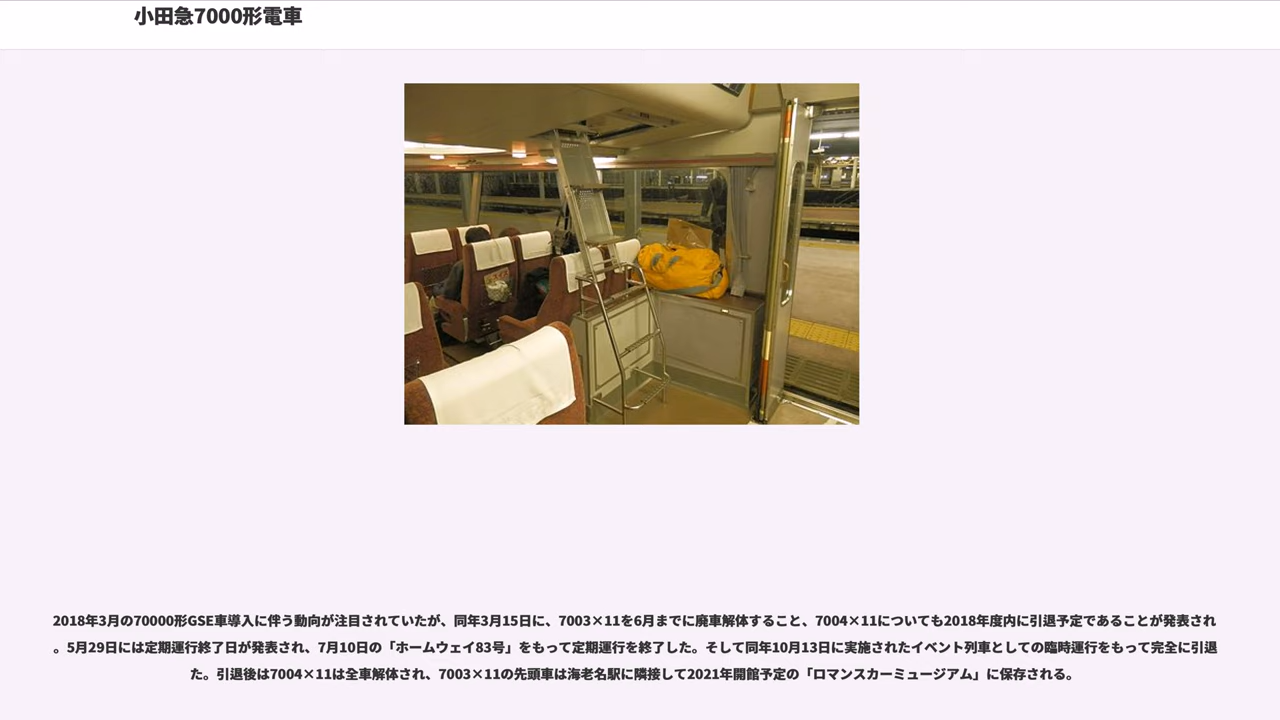 小田急7000形電車
2018年3月の70000形GSE車導入に伴う動向が注目されていたが、同年3月15日に、7003×11を6月までに廃車解体すること、7004×11についても2018年度内に引退予定であることが発表され
。5月29日には定期運行終了日が発表され、7月10日の「ホームウェイ83号」をもって定期運行を終了した。そして同年10月13日に実施されたイベント列車としての臨時運行をもって完全に引退
た。引退後は7004×11は全車解体され、7003×11の先頭車は海老名駅に隣接して2021年開館予定の「ロマンスカーミュージアム」に保存される。